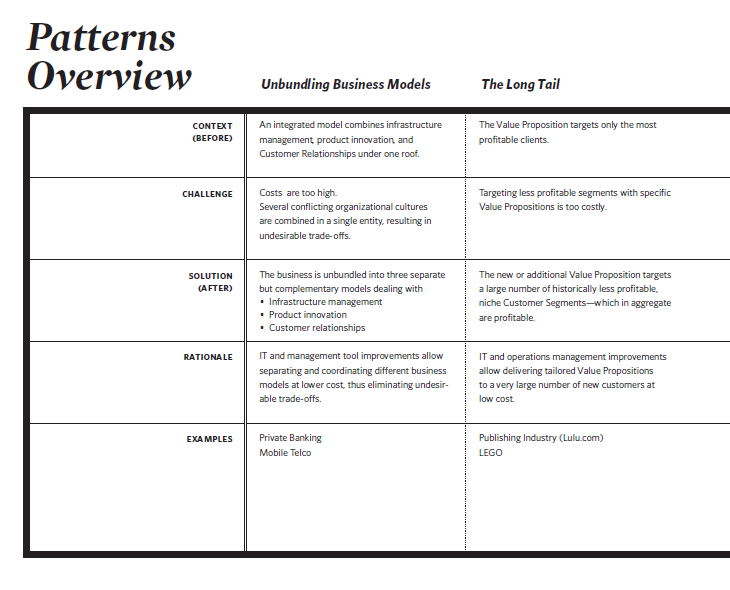 Patterns
Overview
Unbundling Business Models
The Long Tail
CONTEXT
(BEFORE)
An integrated model combines infrastructure
management, product innovation, and
Customer Relationships under one roof.
The Value Proposition targets only the most
profitable clients.
CHALLENGE
Costs are too high.
Several conflicting organizational cultures
are combined in a single entity, resulting in
undesirable trade-offs.
Targeting less profitable segments with specific
Value Propositions is too costly.
SOLUTION
(AFTER)
The business is unbundled into three separate
but complementary models dealing with
• Infrastructure management
• Product innovation
• Customer relationships
The new or additional Value Proposition targets
a large number of historically less profitable,
niche Customer Segments—which in aggregate
are profitable.
RATIONALE
IT and management tool improvements allow
separating and coordinating different business
models at lower cost, thus eliminating undesir-
able trade-offs.
IT and operations management improvements
allow delivering tailored Value Propositions
to a very large number of new customers at
low cost.
EXAMPLES
Private Banking
Mobile Telco
Publishing Industry (Lulu.com)
LEGO